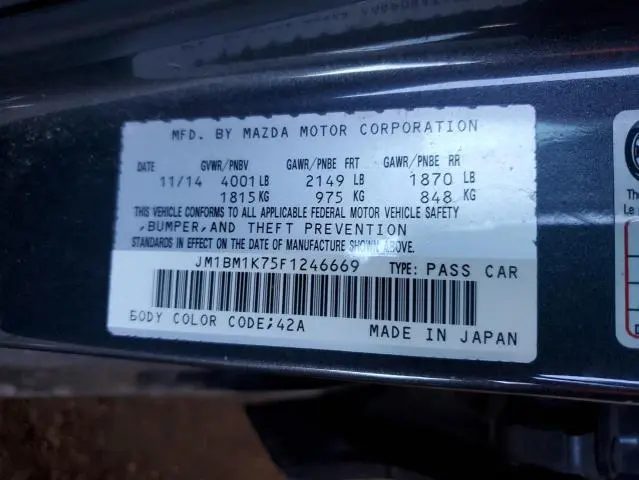 MFD. BY MAZDA MOTOR CORPORATION
DATE GVWR/PNBV GAWR/PNBE FRT GAWR/PNBE RR
11/14 4001 LB 2149 LB 1870 LB
1815 KG 975 KG 848 KG
THIS VEHICLE CONFORMS TO ALL APPLICABLE FEDERAL MOTOR VEHICLE SAFETY
,BUMPER,AND THEFT PREVENTION
STANDARDS IN EFFECT ON THE DATE OF MANUFACTURE SHOWN ABOVE.
JM1BM1K75F1246669 TYPE: PASS CAR
BODY COLOR CODE;42A MADE IN JAPAN
The
Le